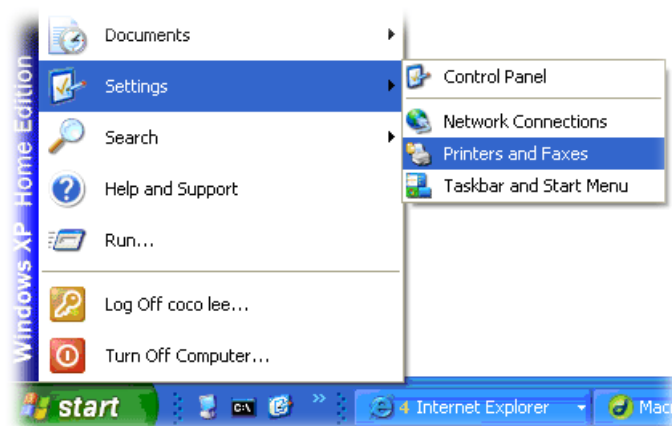 Documents
Settings
Search
Help and Support
Run...
Log Off coco lee...
Turn Off Computer...
Control Panel
Network Connections
Printers and Faxes
Taskbar and Start Menu
Windows XP Home Edition
start
C:\
»
4 Internet Explorer
Mac